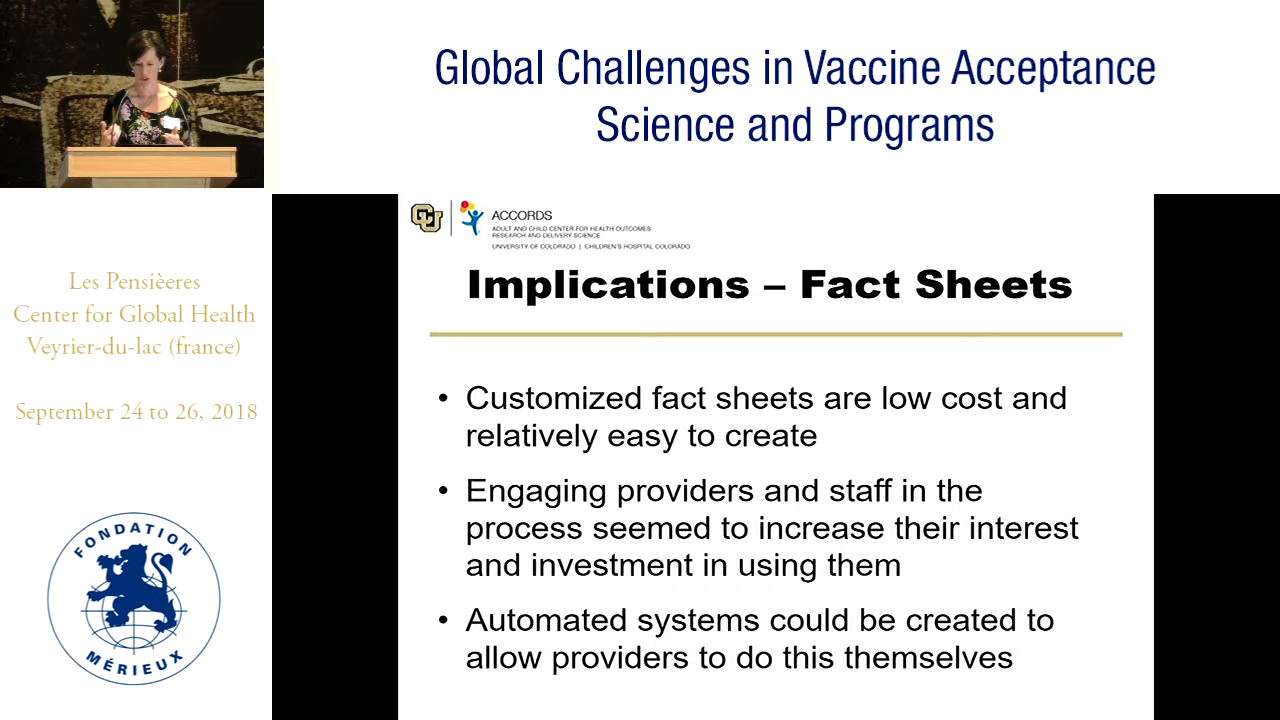 Global Challenges in Vaccine Acceptance
Science and Programs
Les Pensièeres
Center for Global Health
Veyrier-du-lac (france)
September 24 to 26, 2018
FONDATION
MÉRIEUX
CU
ACCORDS
ADULT AND CHILD CENTER FOR HEALTH OUTCOMES
RESEARCH AND DELIVERY SCIENCE
UNIVERSITY OF COLORADO | CHILDREN'S HOSPITAL COLORADO
Implications – Fact Sheets
• Customized fact sheets are low cost and
relatively easy to create
• Engaging providers and staff in the
process seemed to increase their interest
and investment in using them
• Automated systems could be created to
allow providers to do this themselves